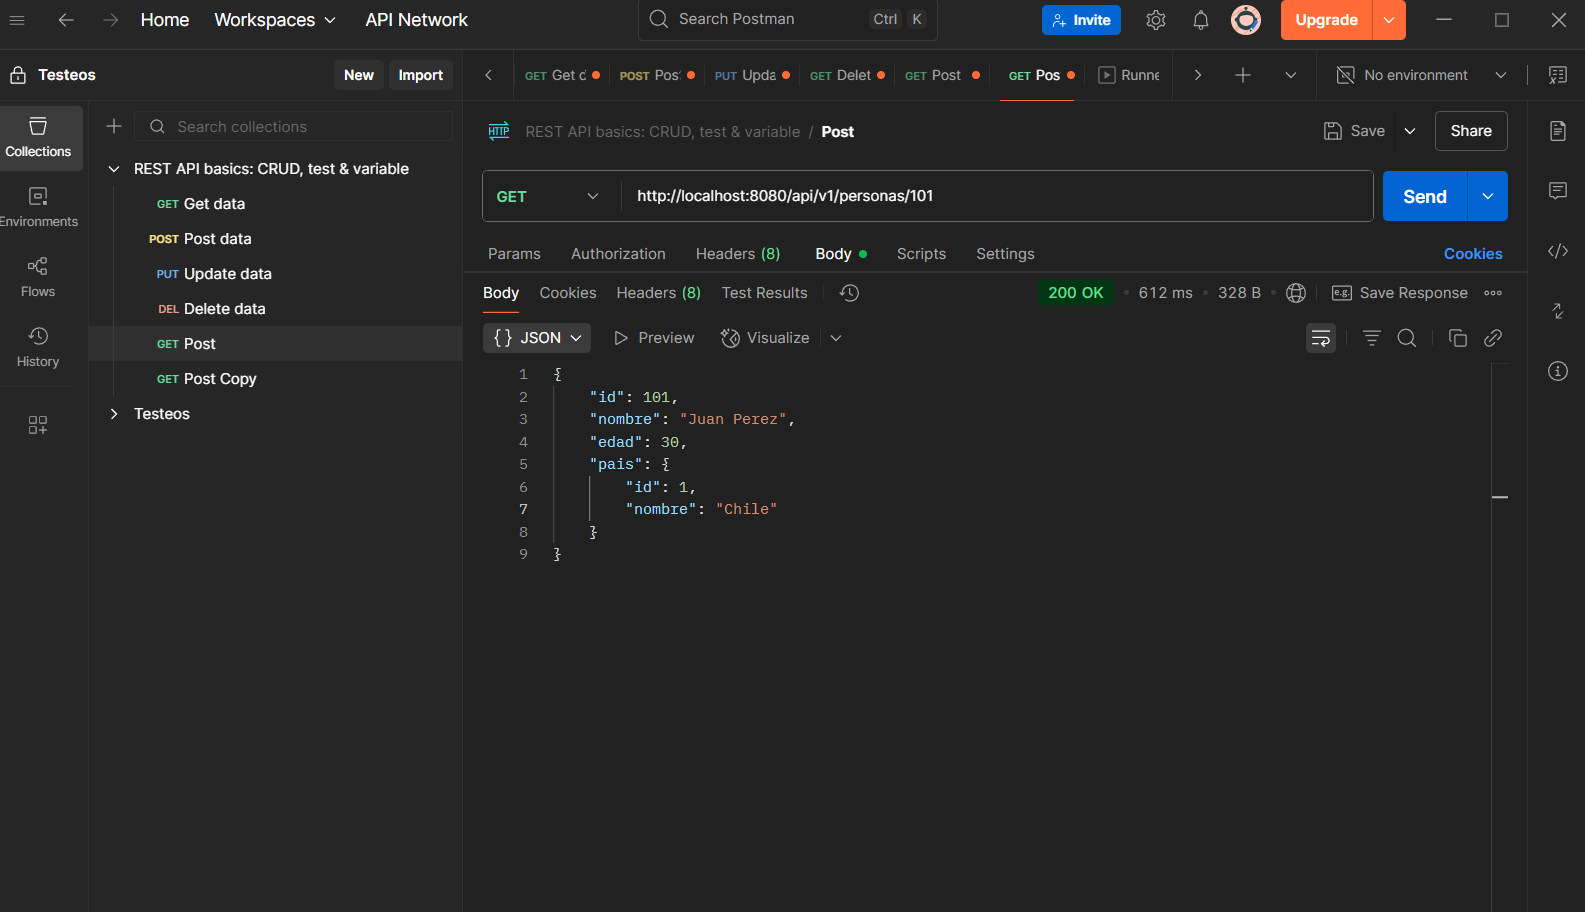 Home Workspaces API Network Search Postman Ctrl K Invite Upgrade
Testeos New Import GET Get d POST Pos PUT Upda GET Delet GET Post GET Pos Runne No environment
Collections
Search collections
REST API basics: CRUD, test & variable / Post Save Share
REST API basics: CRUD, test & variable
GET Get data
POST Post data
PUT Update data
DEL Delete data
GET Post
GET Post Copy
Testeos
Environments
Flows
History
GET http://localhost:8080/api/v1/personas/101 Send
Params Authorization Headers (8) Body Scripts Settings Cookies
Body Cookies Headers (8) Test Results 200 OK • 612 ms • 328 B • e.g. Save Response
{} JSON Preview Visualize
1 {
2 "id": 101,
3 "nombre": "Juan Perez",
4 "edad": 30,
5 "pais": {
6 "id": 1,
7 "nombre": "Chile"
8 }
9 }